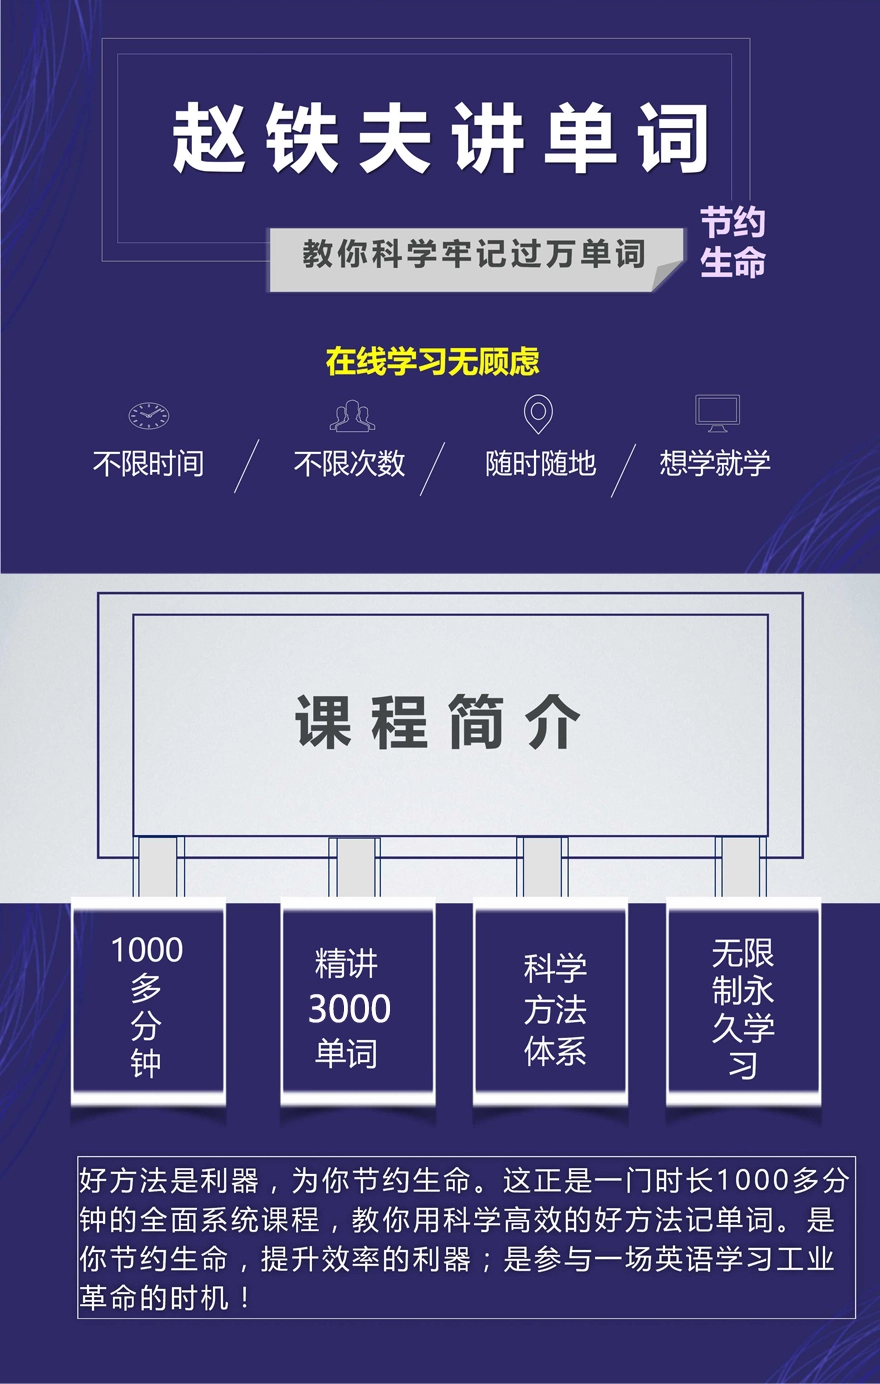 赵铁夫讲单词
教你科学牢记过万单词
节约
生命
在线学习无顾虑
不限时间
不限次数
随时随地
想学就学
课程简介
1000
多
分
钟
精讲
3000
单词
科学
方法
体系
无限
制永
久学
习
好方法是利器，为你节约生命。这正是一门时长1000多分
钟的全面系统课程，教你用科学高效的好方法记单词。是
你节约生命，提升效率的利器；是参与一场英语学习工业
革命的时机！